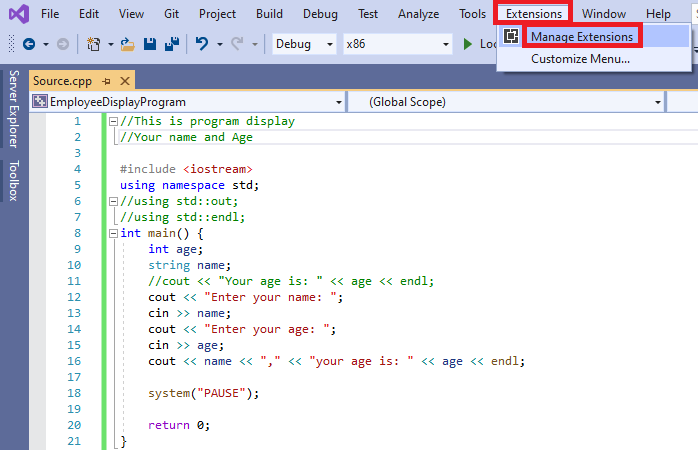 File Edit View Project Build Debug Test Analyze Tools Extensions Window Help
Debug x86 Loc
Manage Extensions
Customize Menu...
Server Explorer
Toolbox
Source.cpp
EmployeeDisplayProgram (Global Scope)
1 //This is program display
2 //Your name and Age
3
4 #include <iostream>
5 using namespace std;
6 //using std::out;
7 //using std::endl;
8 int main() {
9 int age;
10 string name;
11 //cout << "Your age is: " << age << endl;
12 cout << "Enter your name: ";
13 cin >> name;
14 cout << "Enter your age: ";
15 cin >> age;
16 cout << name << "," << "your age is: " << age << endl;
17
18 system("PAUSE");
19
20 return 0;
21 }